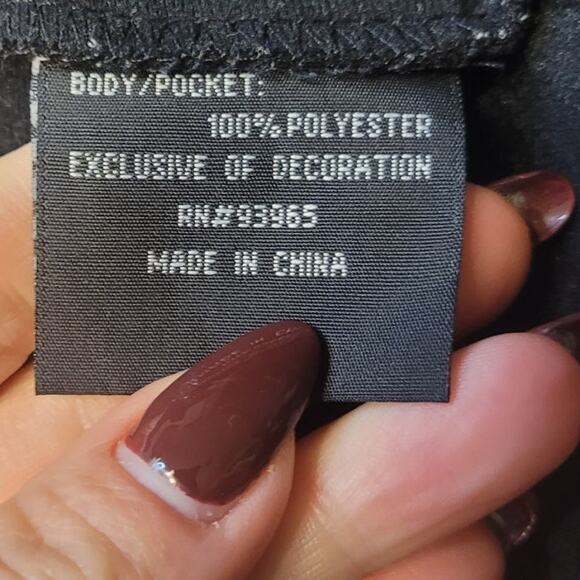 BODY/POCKET:
100% POLYESTER
EXCLUSIVE OF DECORATION
RN#93965
MADE IN CHINA